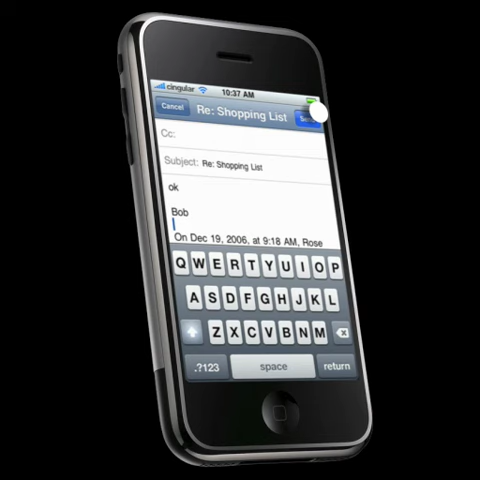 cingular 10:37 AM
Cancel Re: Shopping List
Cc:
Subject: Re: Shopping List
ok
Bob
On Dec 19, 2006, at 9:18 AM, Rose
Q W E R T Y U I O P
A S D F G H J K L
Z X C V B N M
.?123 space return